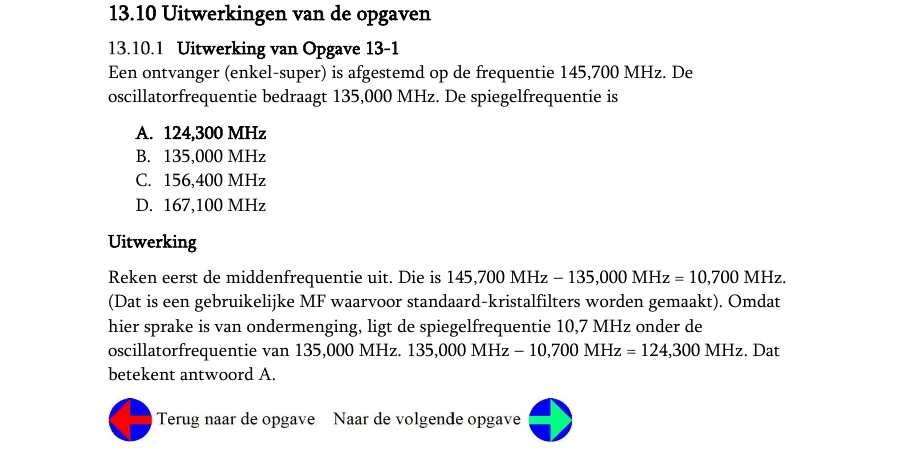 13.10 Uitwerkingen van de opgaven
13.10.1 Uitwerking van Opgave 13-1
Een ontvanger (enkel-super) is afgestemd op de frequentie 145,700 MHz. De
oscillatorfrequentie bedraagt 135,000 MHz. De spiegelfrequentie is
A. 124,300 MHz
B. 135,000 MHz
C. 156,400 MHz
D. 167,100 MHz
Uitwerking
Reken eerst de middenfrequentie uit. Die is 145,700 MHz – 135,000 MHz = 10,700 MHz.
(Dat is een gebruikelijke MF waarvoor standaard-kristalfilters worden gemaakt). Omdat
hier sprake is van ondermenging, ligt de spiegelfrequentie 10,7 MHz onder de
oscillatorfrequentie van 135,000 MHz. 135,000 MHz – 10,700 MHz = 124,300 MHz. Dat
betekent antwoord A.
Terug naar de opgave Naar de volgende opgave